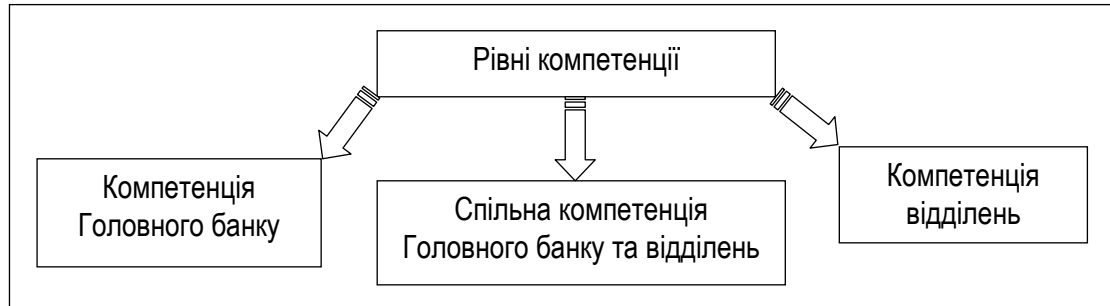 Рівні компетенції
Компетенція
Головного банку
Спільна компетенція
Головного банку та відділень
Компетенція
відділень